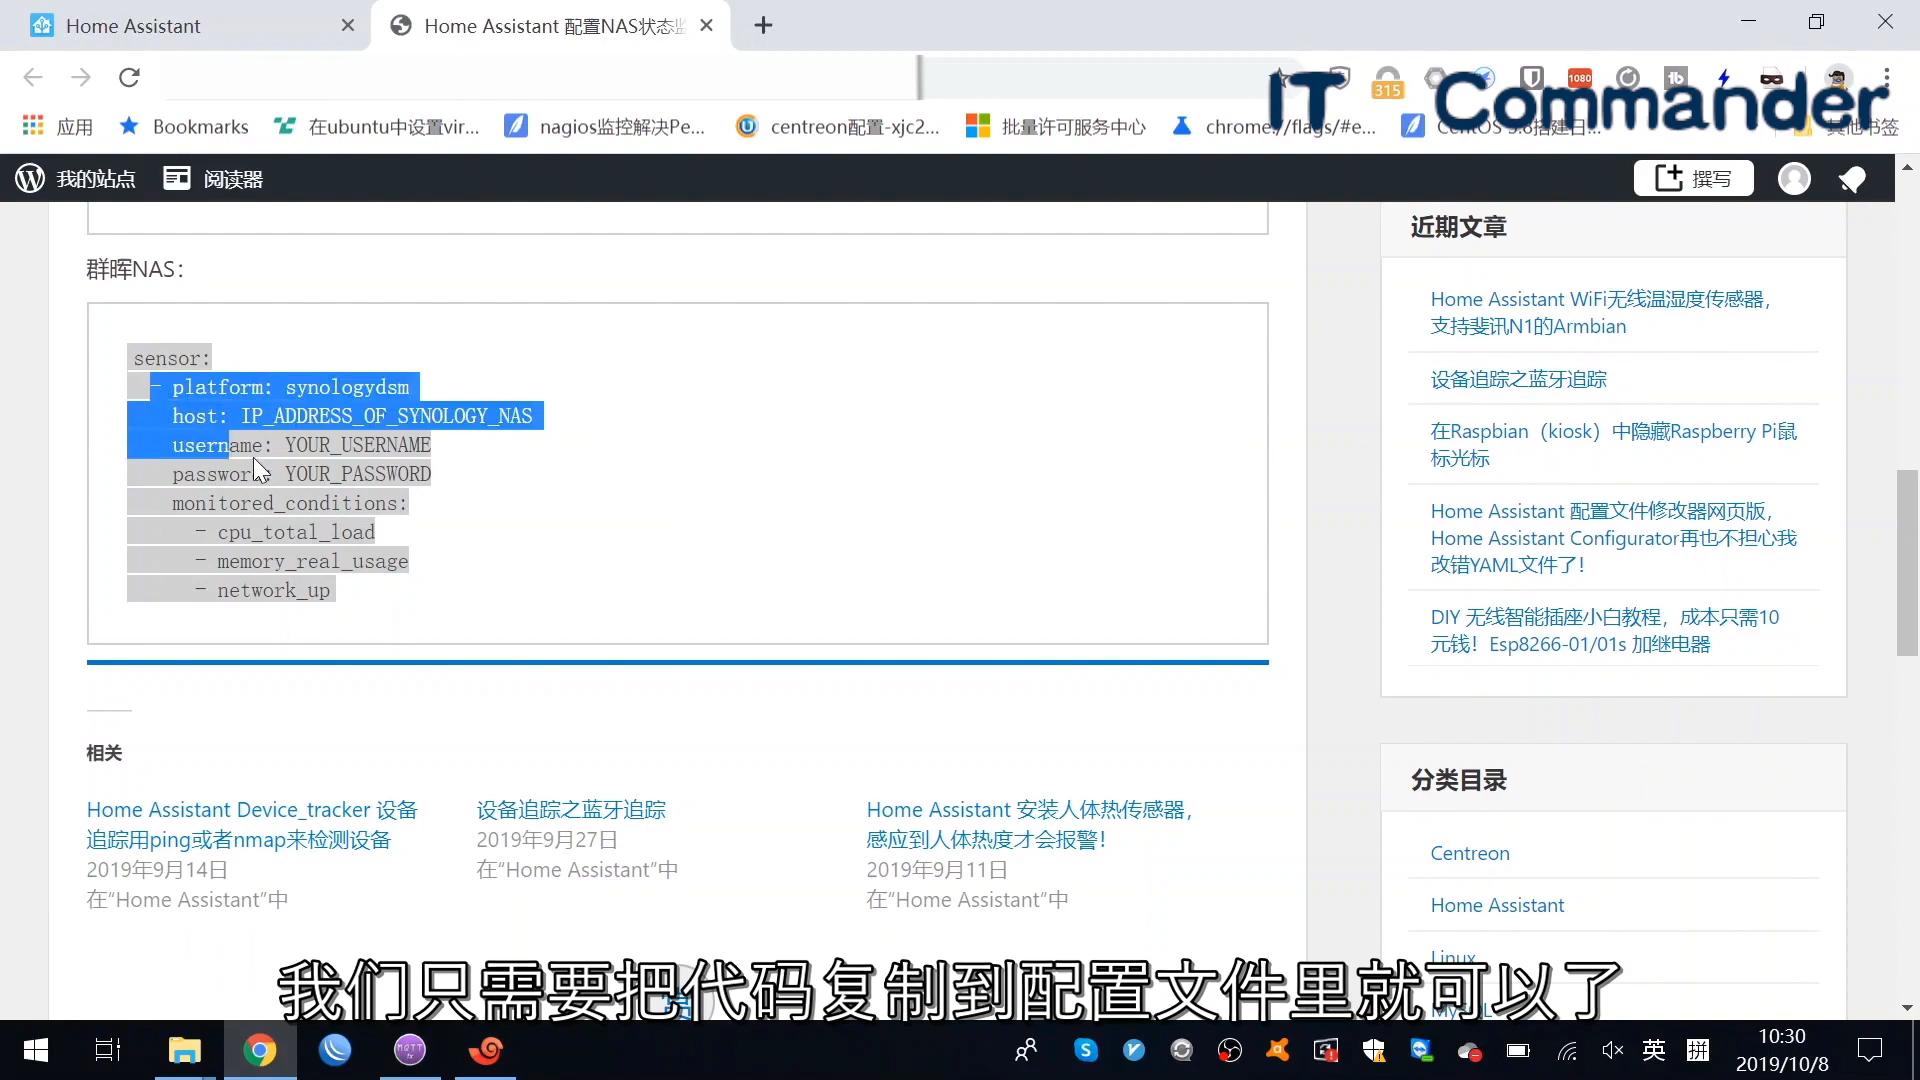 Home Assistant
Home Assistant 配置NAS状态监
IT Commander
315
1080
tb
应用
Bookmarks
在ubuntu中设置vir...
nagios监控解决Pe...
centreon配置-xjc2...
批量许可服务中心
chrome://flags/#e...
CentOS 5.8搭建日...
其他书签
我的站点
阅读器
撰写
群晖NAS：
sensor:
- platform: synologydsm
host: IP_ADDRESS_OF_SYNOLOGY_NAS
username: YOUR_USERNAME
password: YOUR_PASSWORD
monitored_conditions:
- cpu_total_load
- memory_real_usage
- network_up
相关
Home Assistant Device_tracker 设备
追踪用ping或者nmap来检测设备
2019年9月14日
在“Home Assistant”中
设备追踪之蓝牙追踪
2019年9月27日
在“Home Assistant”中
Home Assistant 安装人体热传感器，
感应到人体热度才会报警！
2019年9月11日
在“Home Assistant”中
近期文章
Home Assistant WiFi无线温湿度传感器，
支持斐讯N1的Armbian
设备追踪之蓝牙追踪
在Raspbian（kiosk）中隐藏Raspberry Pi鼠
标光标
Home Assistant 配置文件修改器网页版，
Home Assistant Configurator再也不担心我
改错YAML文件了！
DIY 无线智能插座小白教程，成本只需10
元钱！Esp8266-01/01s 加继电器
分类目录
Centreon
Home Assistant
Linux
MySQL
我们只需要把代码复制到配置文件里就可以了
英
拼
10:30
2019/10/8